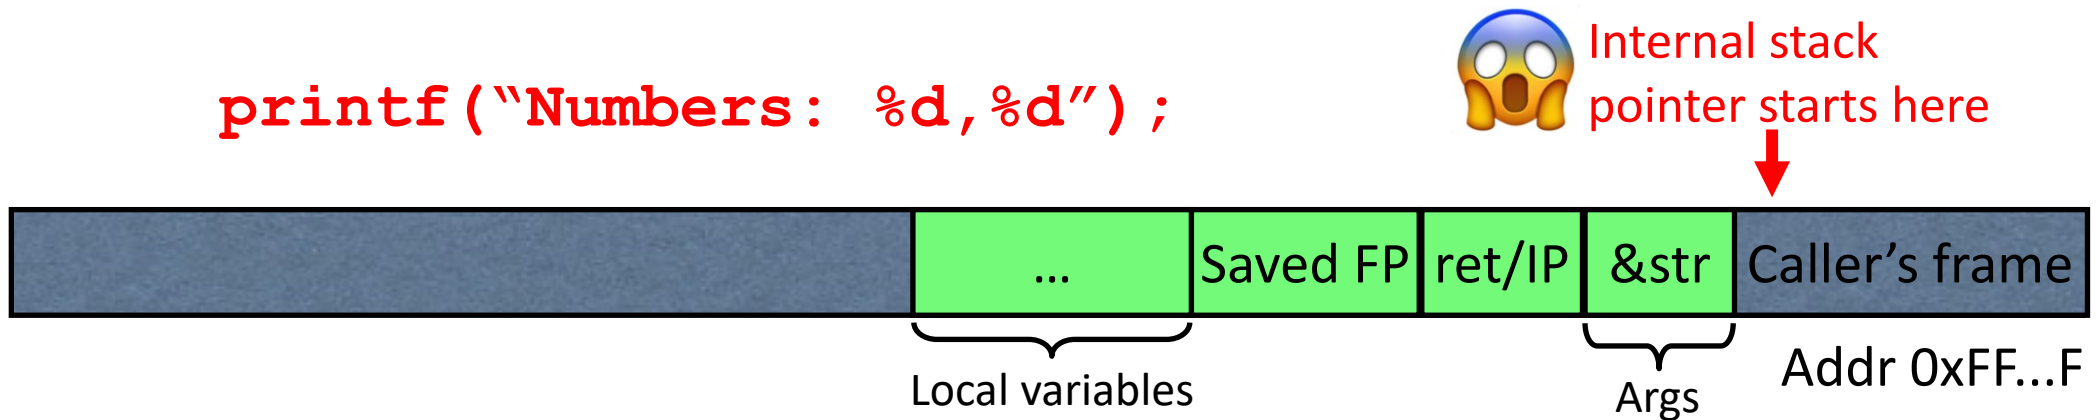 printf(“Numbers: %d,%d”);
Internal stack
pointer starts here
… Saved FP ret/IP &str Caller’s frame
Local variables
Args
Addr 0xFF…F